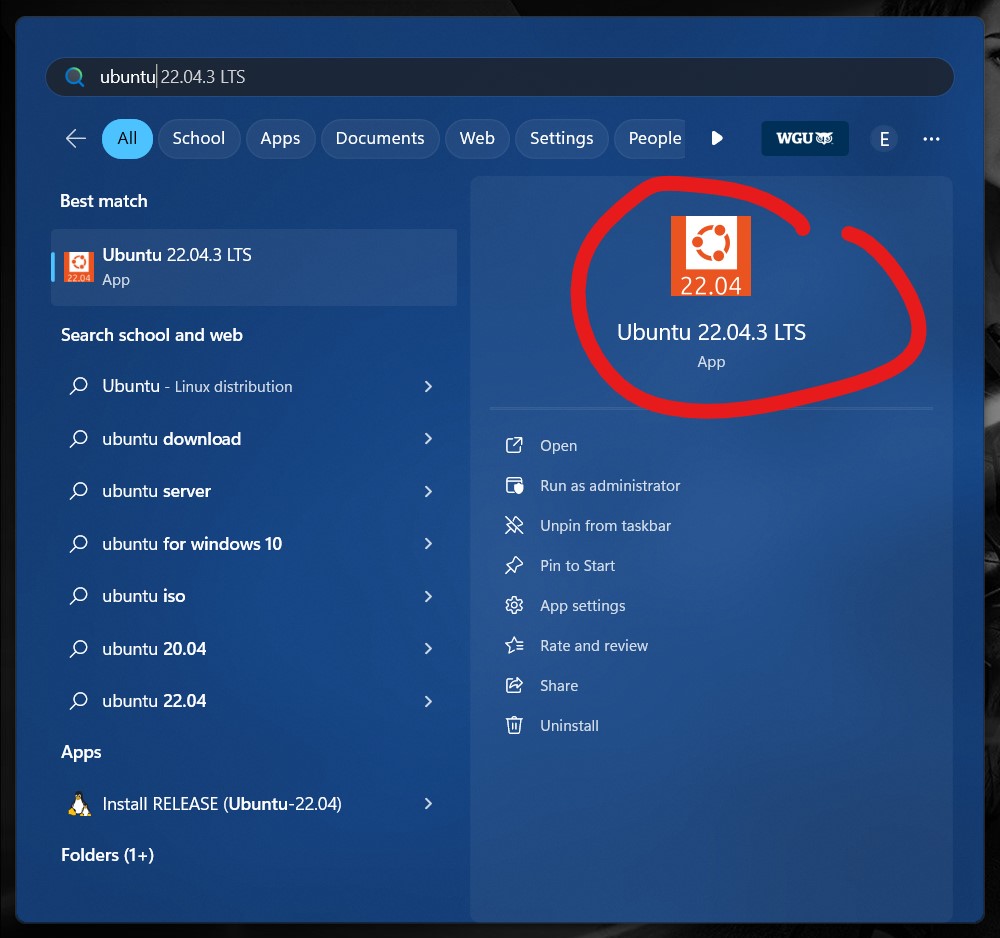 ubuntu 22.04.3 LTS
All School Apps Documents Web Settings People WGU E
Best match
Ubuntu 22.04.3 LTS
App
22.04
Search school and web
Ubuntu - Linux distribution
ubuntu download
ubuntu server
ubuntu for windows 10
ubuntu iso
ubuntu 20.04
ubuntu 22.04
Apps
Install RELEASE (Ubuntu-22.04)
Folders (1+)
22.04
Ubuntu 22.04.3 LTS
App
Open
Run as administrator
Unpin from taskbar
Pin to Start
App settings
Rate and review
Share
Uninstall